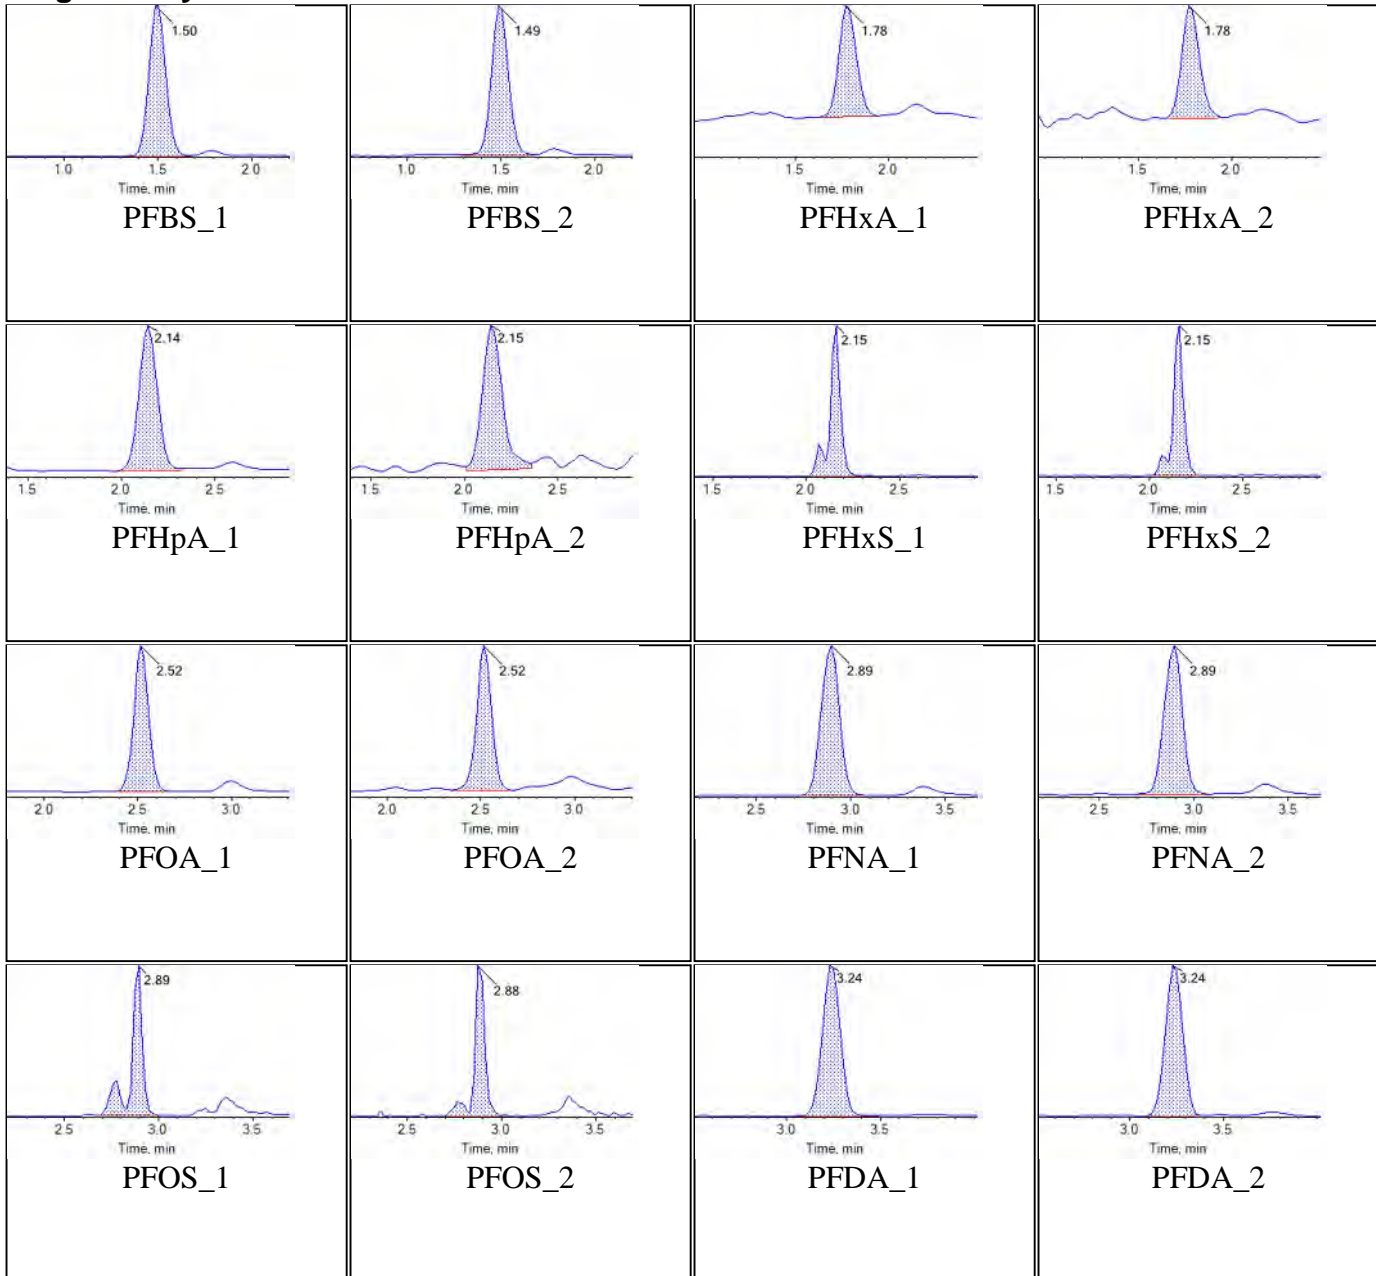 1.50 1.49 1.78 1.78
1.0 1.5 2.0 1.0 1.5 2.0 1.5 2.0 1.5 2.0
Time, min Time, min Time, min Time, min
PFBS_1 PFBS_2 PFHxA_1 PFHxA_2
2.14 2.15 2.15 2.15
1.5 2.0 2.5 1.5 2.0 2.5 1.5 2.0 2.5 1.5 2.0 2.5
Time, min Time, min Time, min Time, min
PFHpA_1 PFHpA_2 PFHxS_1 PFHxS_2
2.52 2.52 2.89 2.89
2.0 2.5 3.0 2.0 2.5 3.0 2.5 3.0 3.5 2.5 3.0 3.5
Time, min Time, min Time, min Time, min
PFOA_1 PFOA_2 PFNA_1 PFNA_2
2.89 2.88 3.24 3.24
2.5 3.0 3.5 2.5 3.0 3.5 3.0 3.5 3.0 3.5
Time, min Time, min Time, min Time, min
PFOS_1 PFOS_2 PFDA_1 PFDA_2